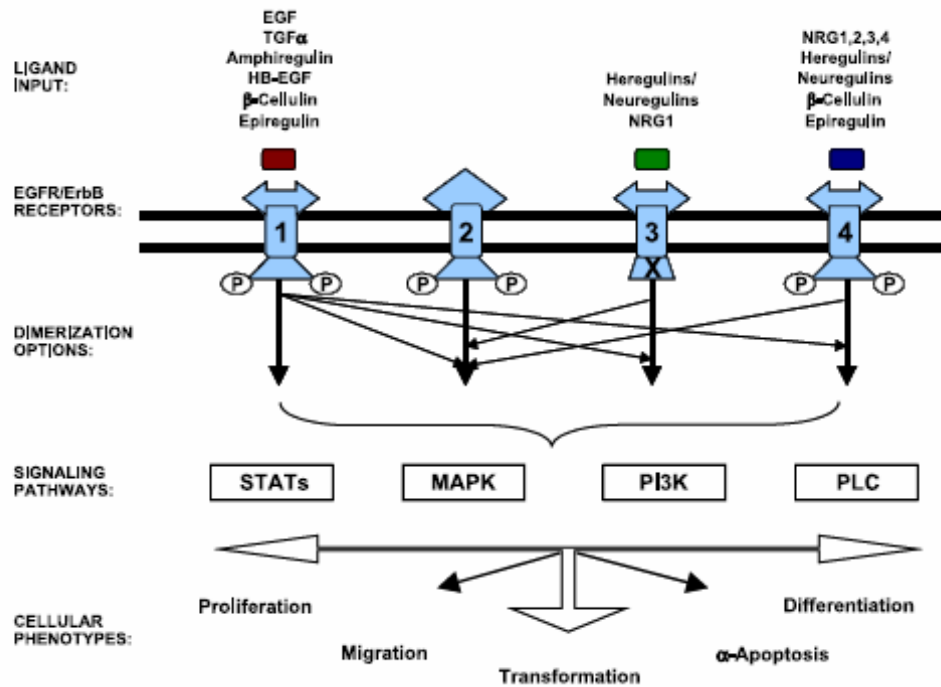 LIGAND
INPUT:
EGF
TGFα
Amphiregulin
HB-EGF
β-Cellulin
Epiregulin
Heregulins/
Neuregulins
NRG1
NRG1,2,3,4
Heregulins/
Neuregulins
β-Cellulin
Epiregulin
EGFR/ErbB
RECEPTORS:
1
2
3
4
X
P
P
P
P
P
P
DIMERIZATION
OPTIONS:
SIGNALING
PATHWAYS:
STATs
MAPK
PI3K
PLC
CELLULAR
PHENOTYPES:
Proliferation
Migration
Transformation
α-Apoptosis
Differentiation